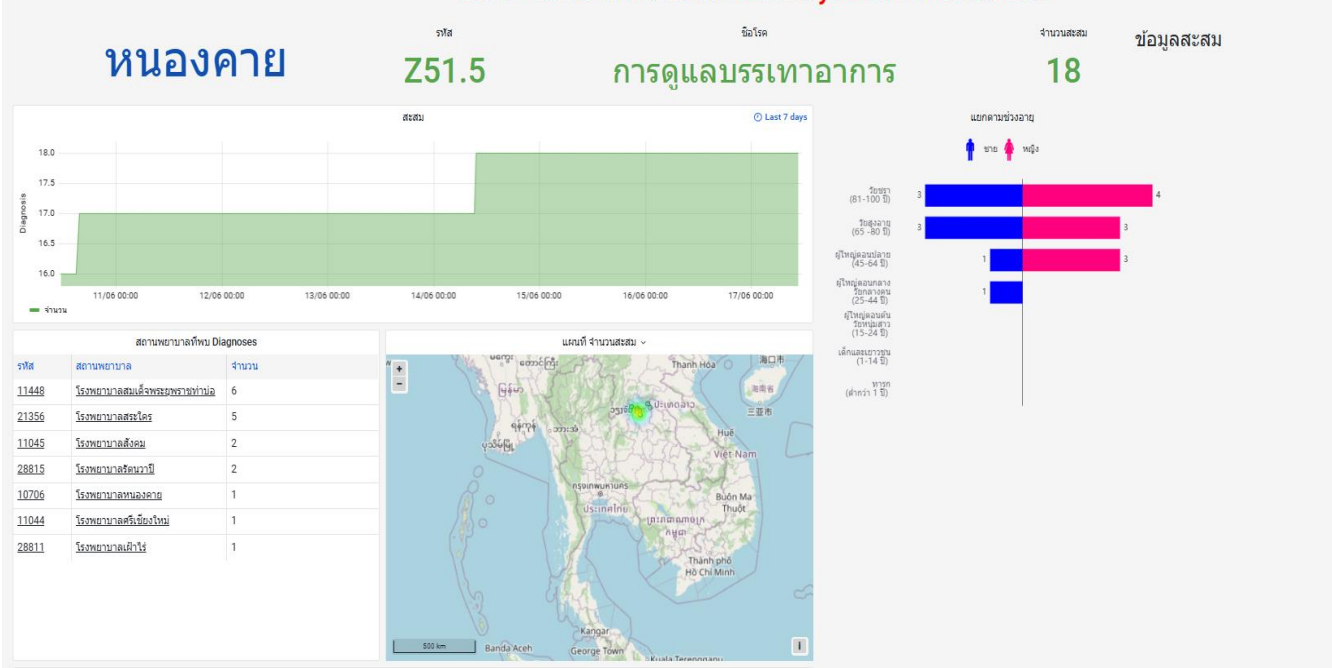 หนองคาย
รหัส
Z51.5
ชื่อโรค
การดูแลบรรเทาอาการ
จำนวนสะสม
18
ข้อมูลสะสม
สะสม
Last 7 days
Diagnosis
18.0
17.5
17.0
16.5
16.0
11/06 00:00 12/06 00:00 13/06 00:00 14/06 00:00 15/06 00:00 16/06 00:00 17/06 00:00
จำนวน
แยกตามช่วงอายุ
ชาย หญิง
วัยชรา
(81-100 ปี)
3 4
วัยสูงอายุ
(65 -80 ปี)
3 3
ผู้ใหญ่ตอนปลาย
(45-64 ปี)
1 3
ผู้ใหญ่ตอนกลาง
วัยกลางคน
(25-44 ปี)
1
ผู้ใหญ่ตอนต้น
วัยหนุ่มสาว
(15-24 ปี)
เด็กและเยาวชน
(1-14 ปี)
ทารก
(ต่ำกว่า 1 ปี)
สถานพยาบาลที่พบ Diagnoses
รหัส สถานพยาบาล จำนวน
11448 โรงพยาบาลสมเด็จพระยุพราชท่าบ่อ 6
21356 โรงพยาบาลสระใคร 5
11045 โรงพยาบาลสังคม 2
28815 โรงพยาบาลรัตนวาปี 2
10706 โรงพยาบาลหนองคาย 1
11044 โรงพยาบาลศรีเชียงใหม่ 1
28811 โรงพยาบาลเฝ้าไร่ 1
แผนที่ จำนวนสะสม
+
−
Thanh Hóa
海口市
海南省
三亚市
Huế
Việt Nam
กรุงเทพมหานคร
ประเทศไทย
Buôn Ma
Thuột
Thành phố
Hồ Chí Minh
Kangar
500 km
Banda Aceh
George Town
Kuala Terengganu
i